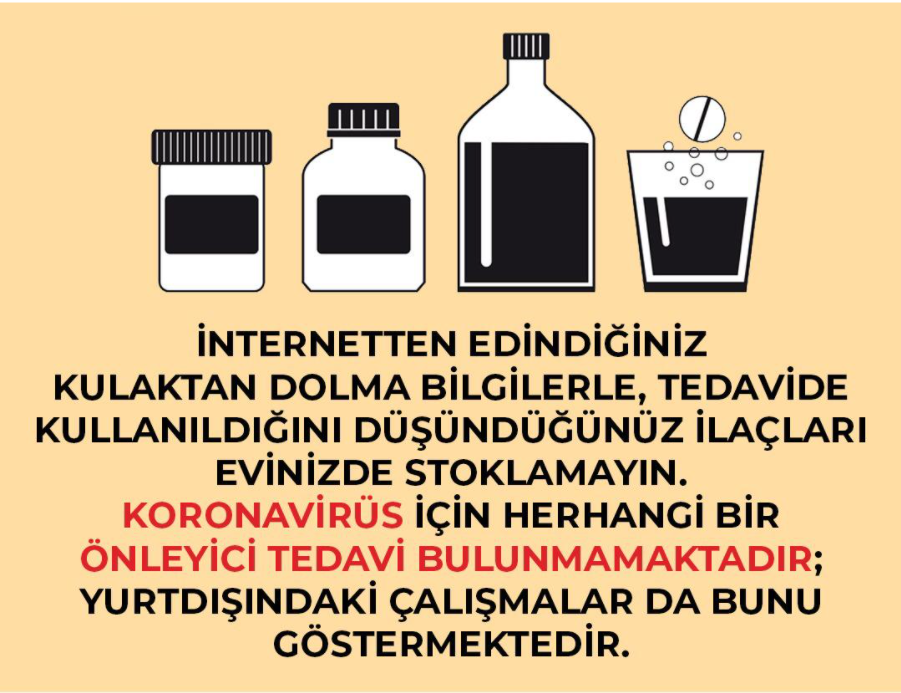 İNTERNETTEN EDİNDİĞİNİZ
KULAKTAN DOLMA BİLGİLERLE, TEDAVİDE
KULLANILDIĞINI DÜŞÜNDÜĞÜNÜZ İLAÇLARI
EVİNİZDE STOKLAMAYIN.
KORONAVİRÜS İÇİN HERHANGİ BİR
ÖNLEYİCİ TEDAVİ BULUNMAMAKTADIR;
YURTDIŞINDAKİ ÇALIŞMALAR DA BUNU
GÖSTERMEKTEDİR.